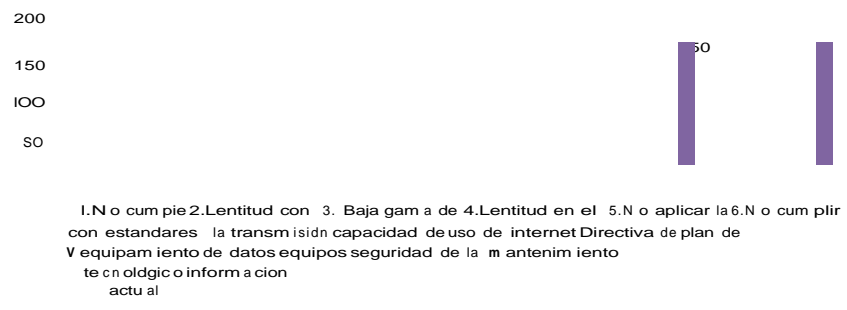 200
60
150
IOO
SO
I.N o cum pie 2.Lentitud con 3. Baja gam a de 4.Lentitud en el 5.N o aplicar la 6.N o cum plir
con estandares la transm isidn capacidad de uso de internet Directiva de plan de
V equipam iento de datos equipos seguridad de la m antenim iento
te cn oldgic o inform a cion
actu al